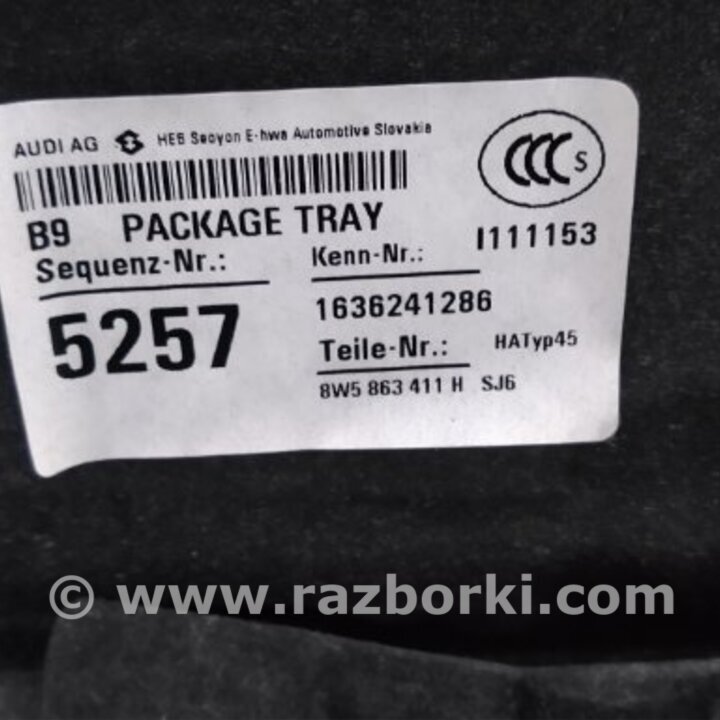 AUDI AG HEB Seoyon E-hwa Automotive Slovakia
CCC S
B9 PACKAGE TRAY
Sequenz-Nr.: Kenn-Nr.: I111153
5257 1636241286
Teile-Nr.: HATyp45
8W5 863 411 H SJ6
© www.razborki.com